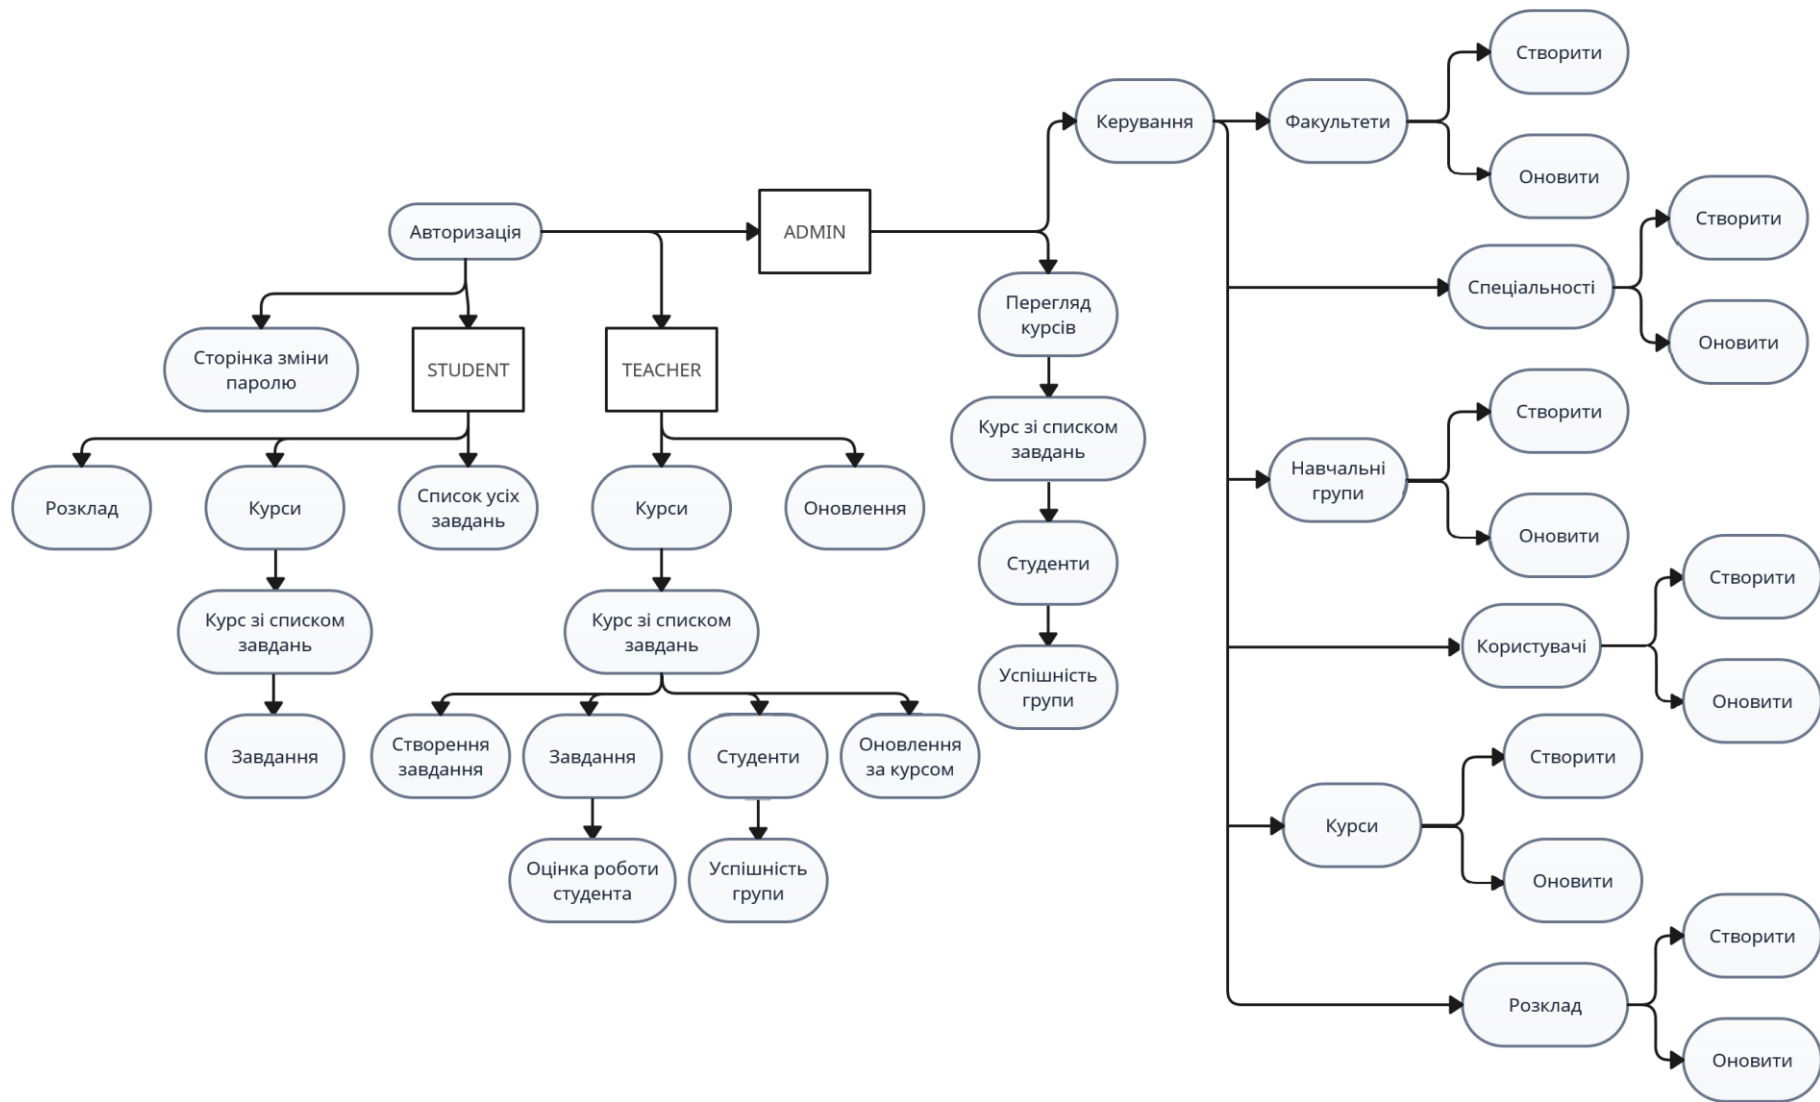 Створити
Керування
Факультети
Оновити
Створити
Авторизація
ADMIN
Спеціальності
Перегляд
курсів
Оновити
Сторінка зміни
паролю
STUDENT
TEACHER
Створити
Курс зі списком
завдань
Навчальні
групи
Розклад
Курси
Список усіх
завдань
Курси
Оновлення
Оновити
Студенти
Створити
Курс зі списком
завдань
Курс зі списком
завдань
Користувачі
Успішність
групи
Оновити
Завдання
Створення
завдання
Завдання
Студенти
Оновлення
за курсом
Створити
Курси
Оцінка роботи
студента
Успішність
групи
Оновити
Створити
Розклад
Оновити